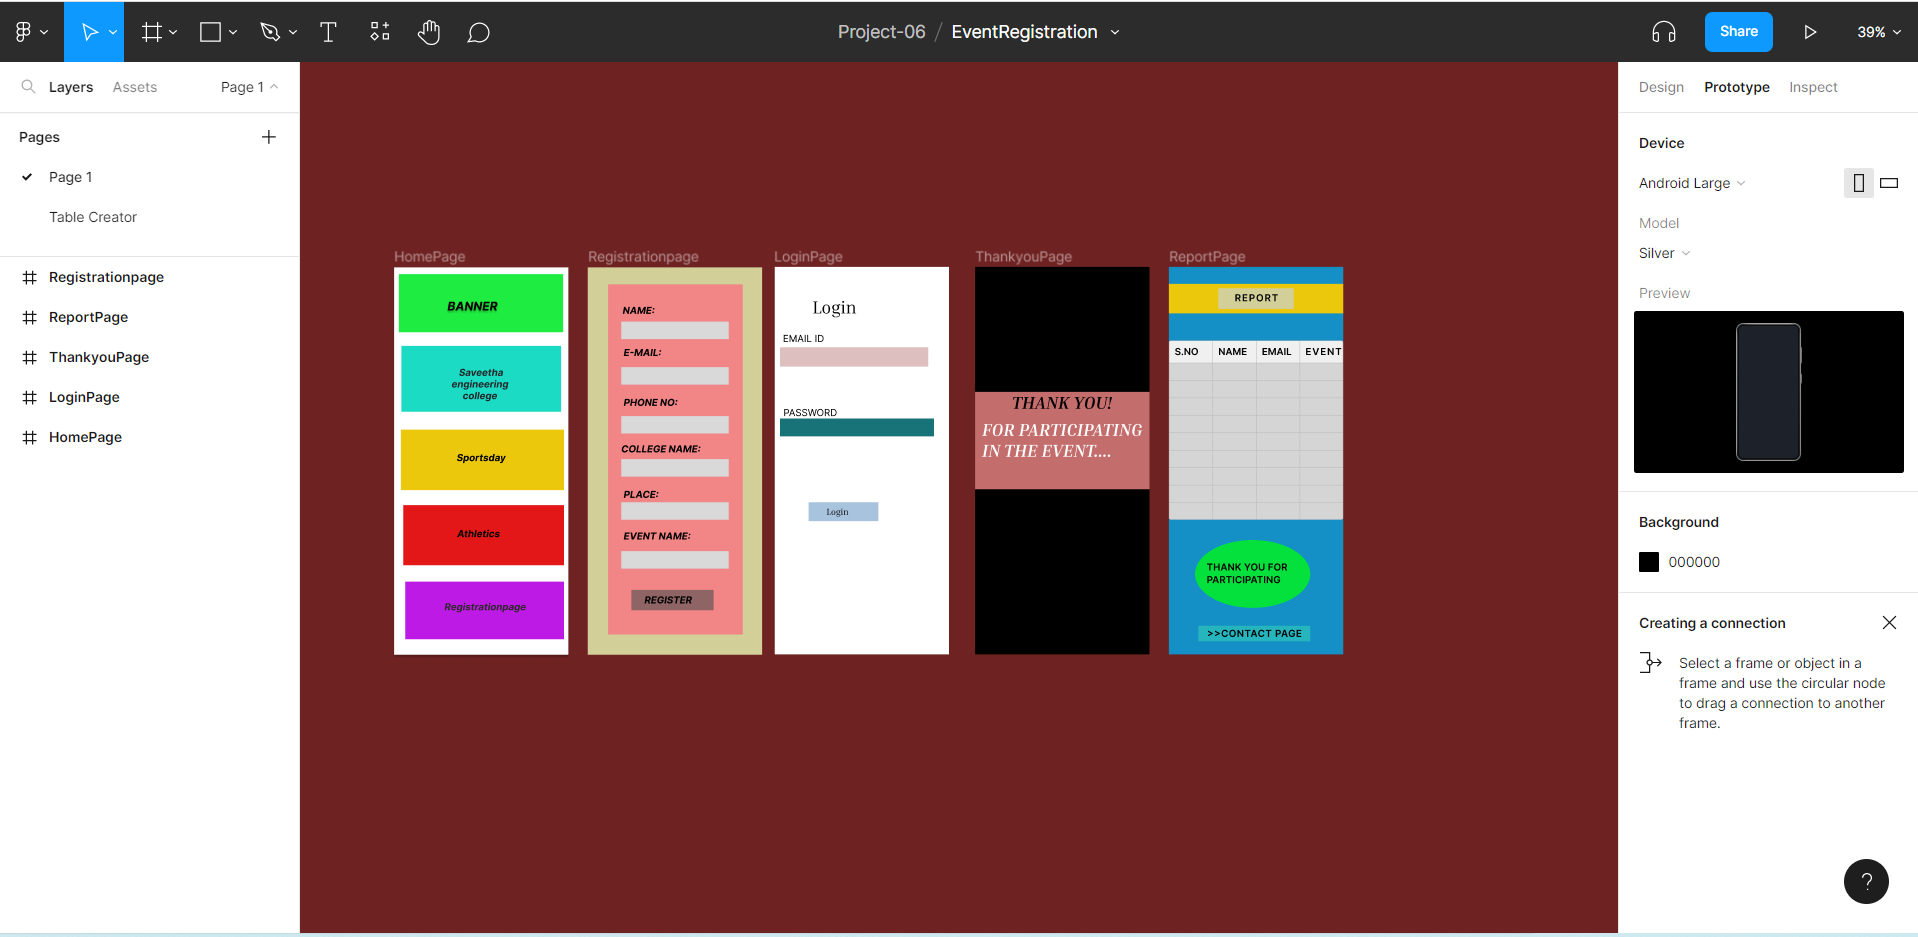 Project-06 / EventRegistration
Share
39%
Layers
Assets
Page 1
Pages
Page 1
Table Creator
Registrationpage
ReportPage
ThankyouPage
LoginPage
HomePage
HomePage
BANNER
Saveetha
engineering
college
Sportsday
Athletics
Registrationpage
Registrationpage
NAME:
E-MAIL:
PHONE NO:
COLLEGE NAME:
PLACE:
EVENT NAME:
REGISTER
LoginPage
Login
EMAIL ID
PASSWORD
Login
ThankyouPage
THANK YOU!
FOR PARTICIPATING
IN THE EVENT....
ReportPage
REPORT
S.NO NAME EMAIL EVENT
THANK YOU FOR
PARTICIPATING
>>CONTACT PAGE
Design
Prototype
Inspect
Device
Android Large
Model
Silver
Preview
Background
000000
Creating a connection
Select a frame or object in a
frame and use the circular node
to drag a connection to another
frame.
?